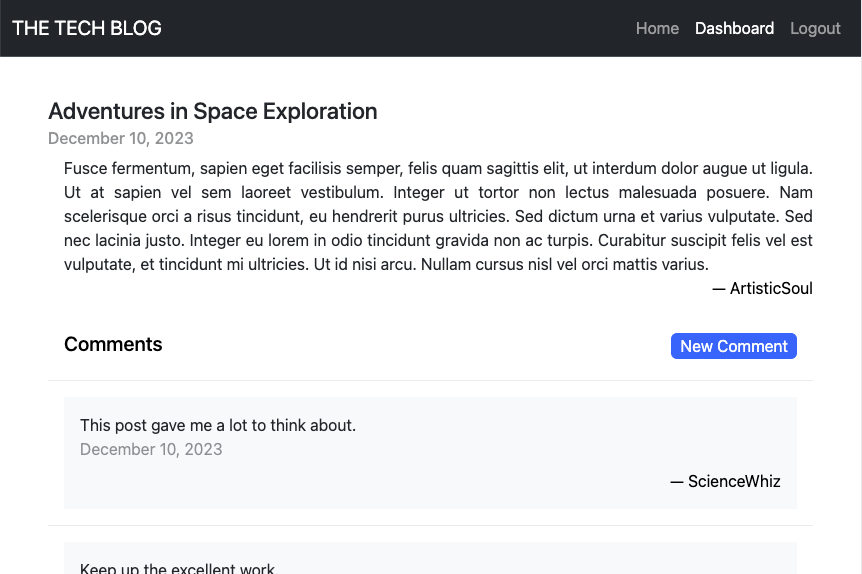 THE TECH BLOG
Home Dashboard Logout
Adventures in Space Exploration
December 10, 2023
Fusce fermentum, sapien eget facilisis semper, felis quam sagittis elit, ut interdum dolor augue ut ligula.
Ut at sapien vel sem laoreet vestibulum. Integer ut tortor non lectus malesuada posuere. Nam
scelerisque orci a risus tincidunt, eu hendrerit purus ultricies. Sed dictum urna et varius vulputate. Sed
nec lacinia justo. Integer eu lorem in odio tincidunt gravida non ac turpis. Curabitur suscipit felis vel est
vulputate, et tincidunt mi ultricies. Ut id nisi arcu. Nullam cursus nisl vel orci mattis varius.
— ArtisticSoul
Comments
New Comment
This post gave me a lot to think about.
December 10, 2023
— ScienceWhiz
Keep up the excellent work